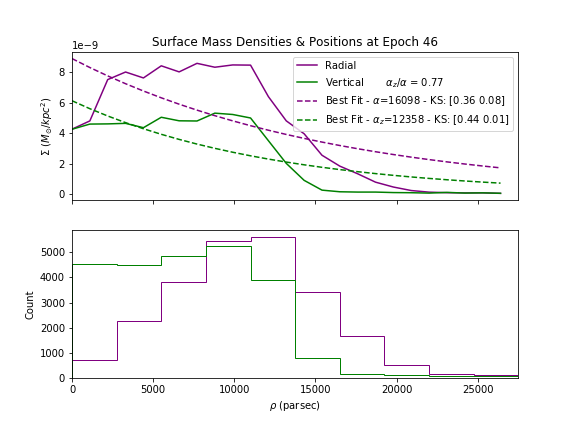 Surface Mass Densities & Positions at Epoch 46
1e−9
Radial
Vertical α_z/α = 0.77
Best Fit - α=16098 - KS: [0.36 0.08]
Best Fit - α_z=12358 - KS: [0.44 0.01]
8
6
4
2
0
Σ (M_⊙/kpc²)
5000
4000
3000
2000
1000
0
Count
0 5000 10000 15000 20000 25000
ρ (parsec)